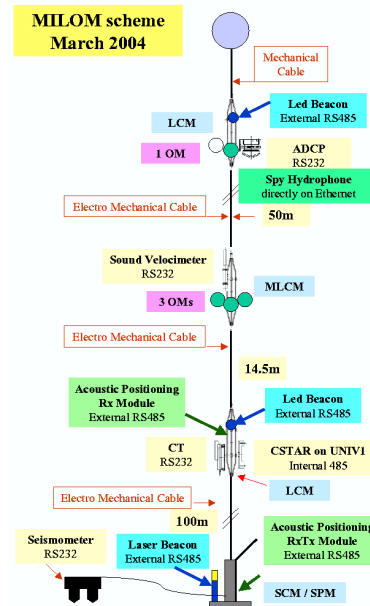 MILOM scheme
March 2004
Mechanical
Cable
Led Beacon
External RS485
LCM
1 OM
ADCP
RS232
Spy Hydrophone
directly on Ethernet
Electro Mechanical Cable
50m
Sound Velocimeter
RS232
MLCM
3 OMs
Electro Mechanical Cable
14.5m
Acoustic Positioning
Rx Module
External RS485
Led Beacon
External RS485
CT
RS232
CSTAR on UNIV1
Internal 485
LCM
Electro Mechanical Cable
100m
Acoustic Positioning
RxTx Module
External RS485
Seismometer
RS232
Laser Beacon
External RS485
SCM / SPM